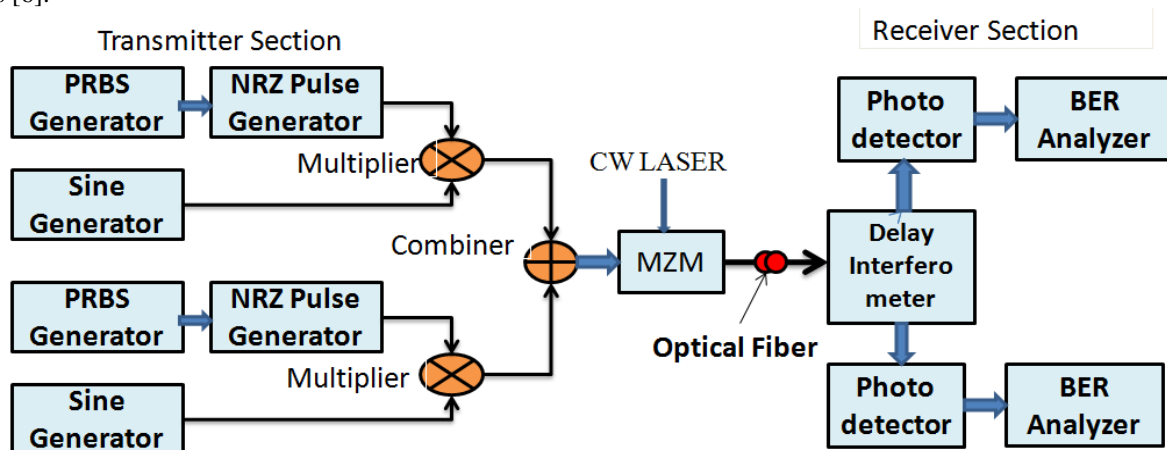 Transmitter Section
Receiver Section
PRBS
Generator
NRZ Pulse
Generator
Multiplier
Sine
Generator
Combiner
PRBS
Generator
NRZ Pulse
Generator
Multiplier
Sine
Generator
CW LASER
MZM
Optical Fiber
Photo
detector
BER
Analyzer
Delay
Interfero
meter
Photo
detector
BER
Analyzer